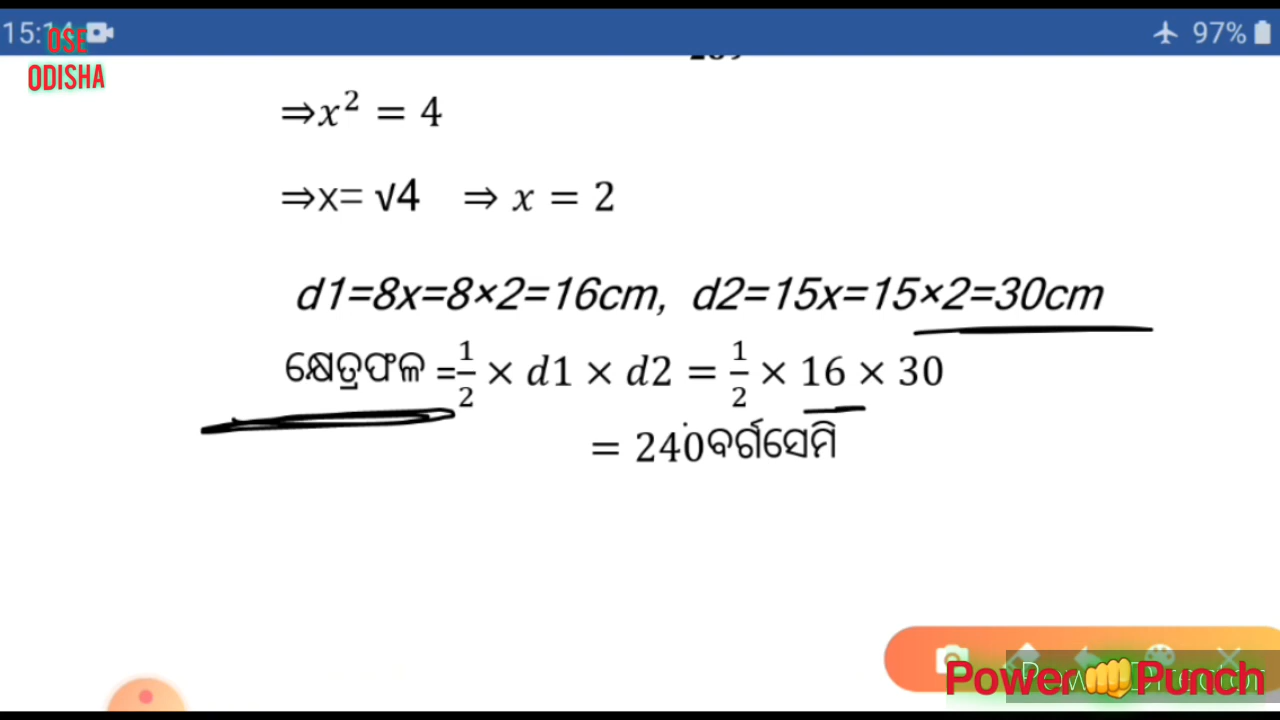 15:14 97%
OSE
ODISHA
⇒x² = 4
⇒x= √4 ⇒ x = 2
d1=8x=8×2=16cm, d2=15x=15×2=30cm
କ୍ଷେତ୍ରଫଳ =1/2 × d1 × d2 = 1/2 × 16 × 30
= 240ବର୍ଗସେମି
Power👊Punch